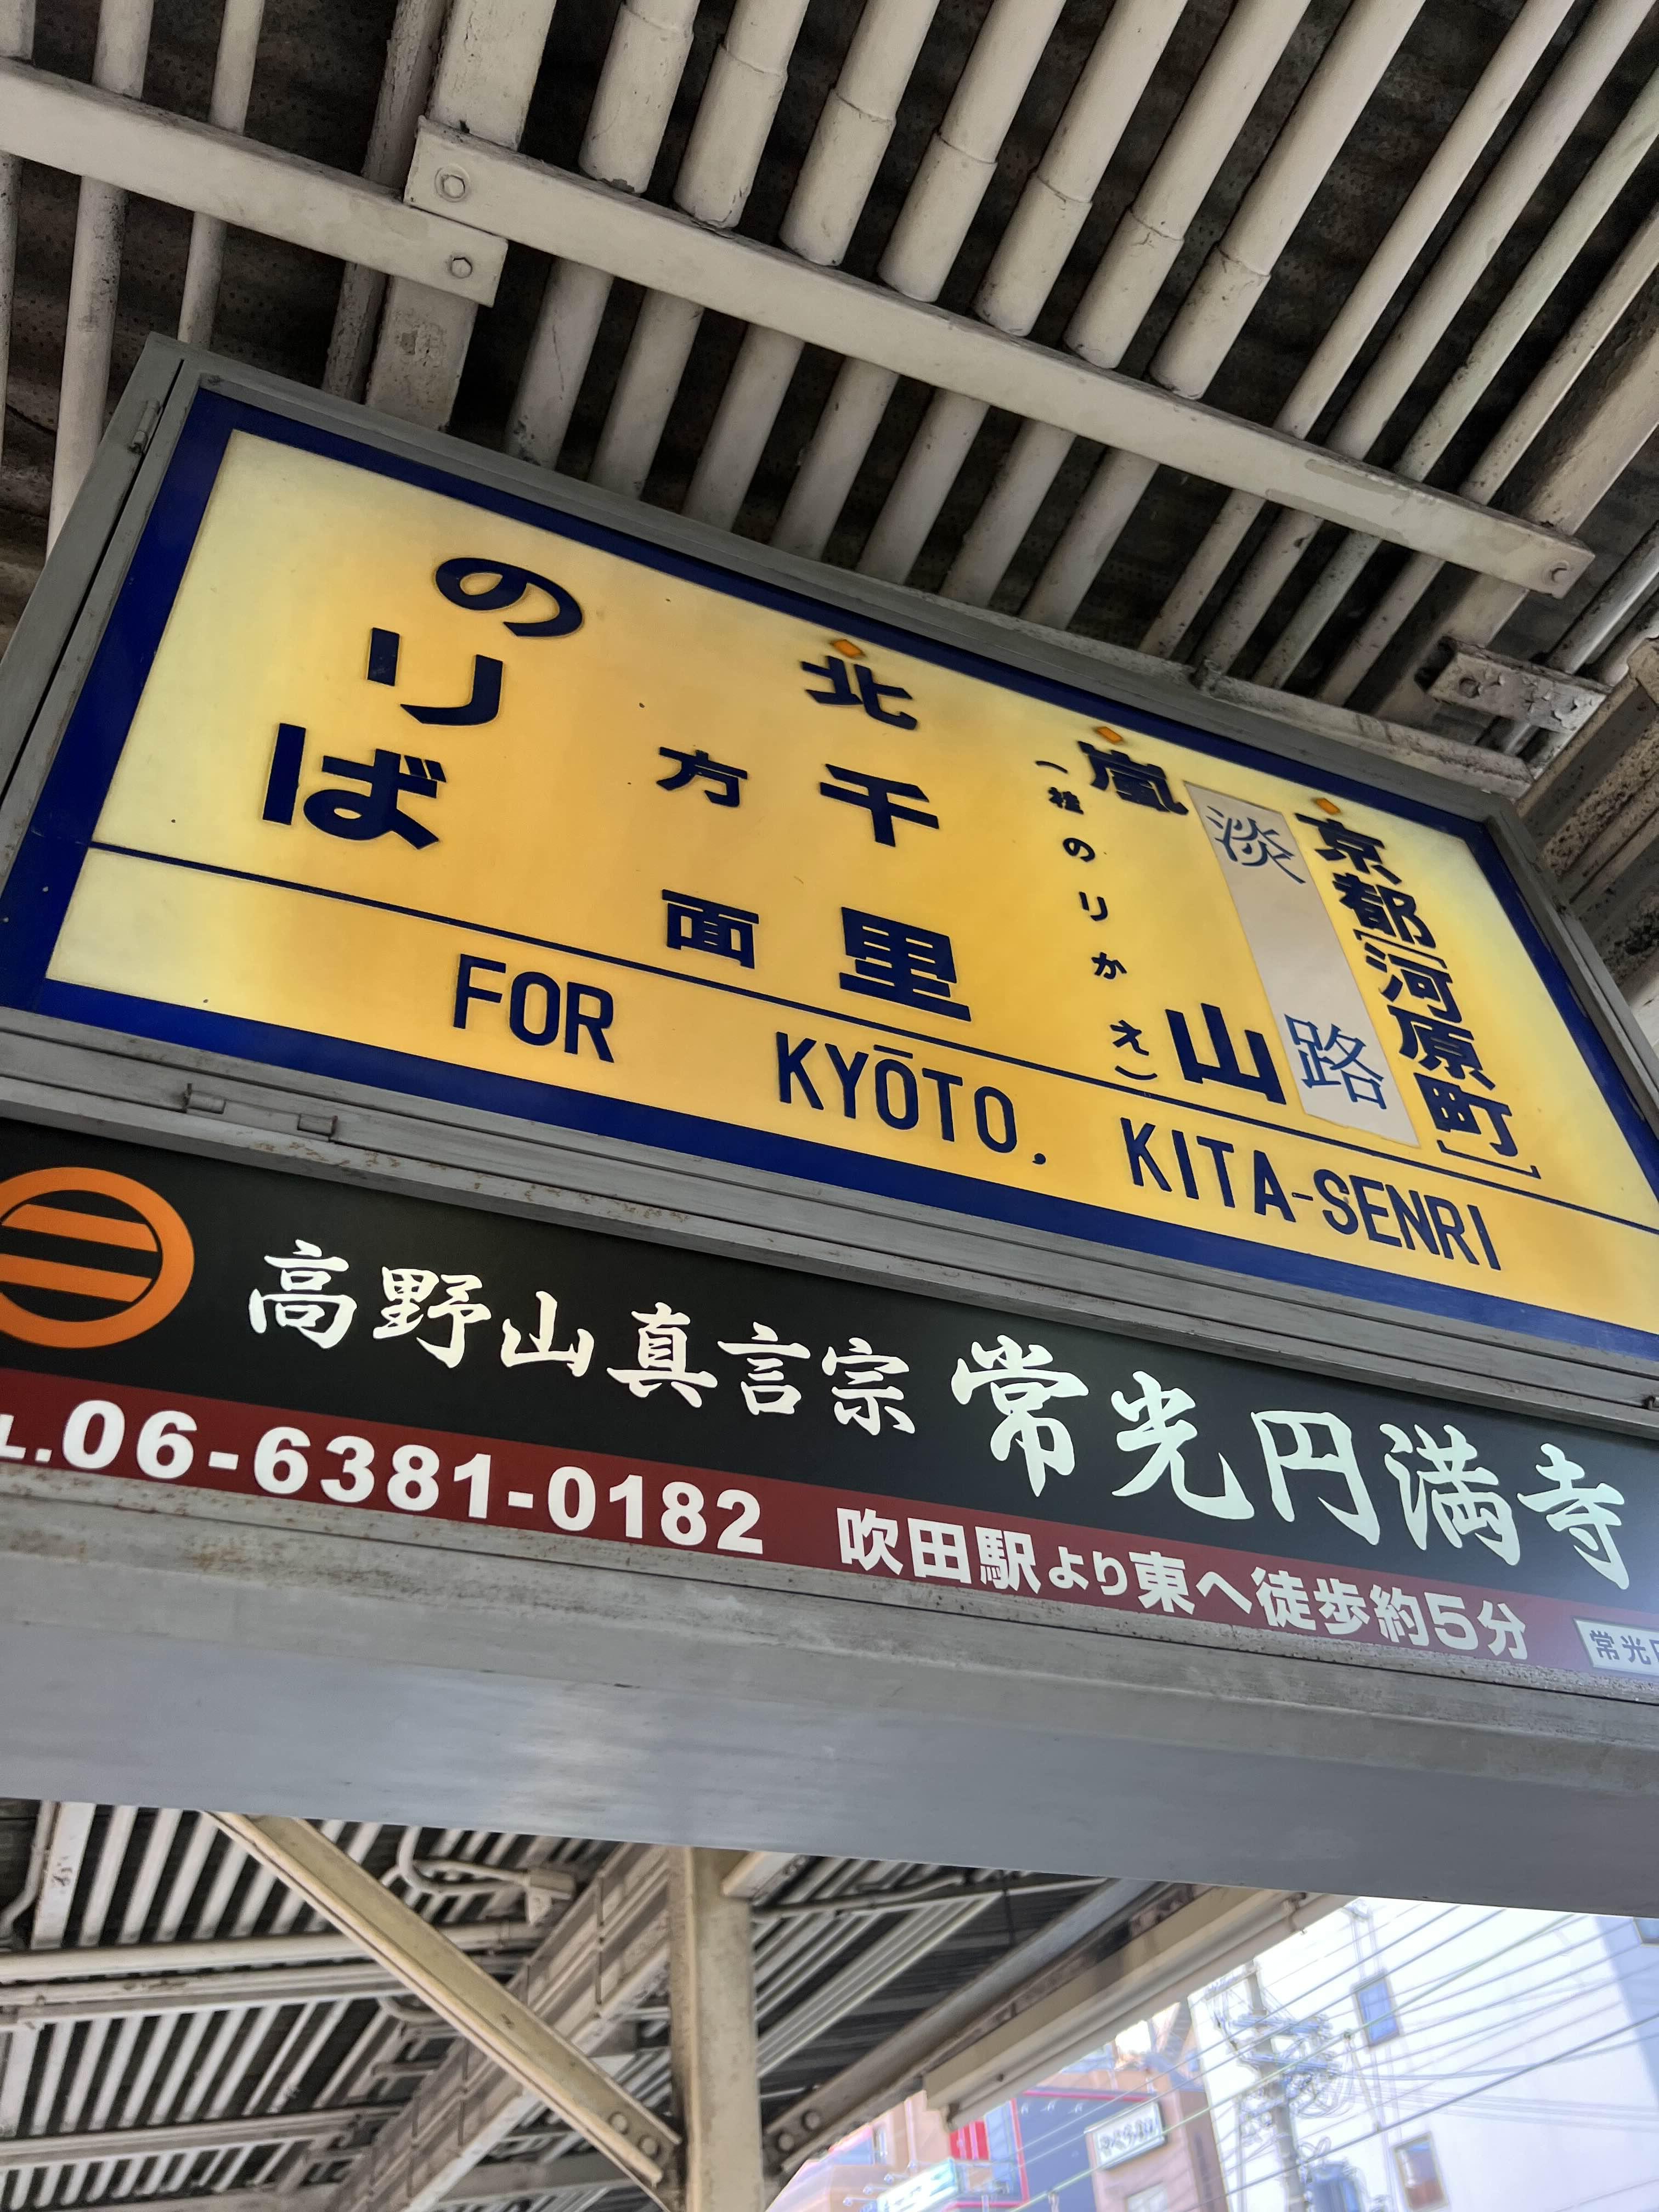 京都[河原町]
淡路
嵐山
(桂のりかえ)
北千里
方面
のりば
FOR KYŌTO, KITA-SENRI
高野山真言宗 常光円満寺
L.06-6381-0182 吹田駅より東へ徒歩約5分
常光